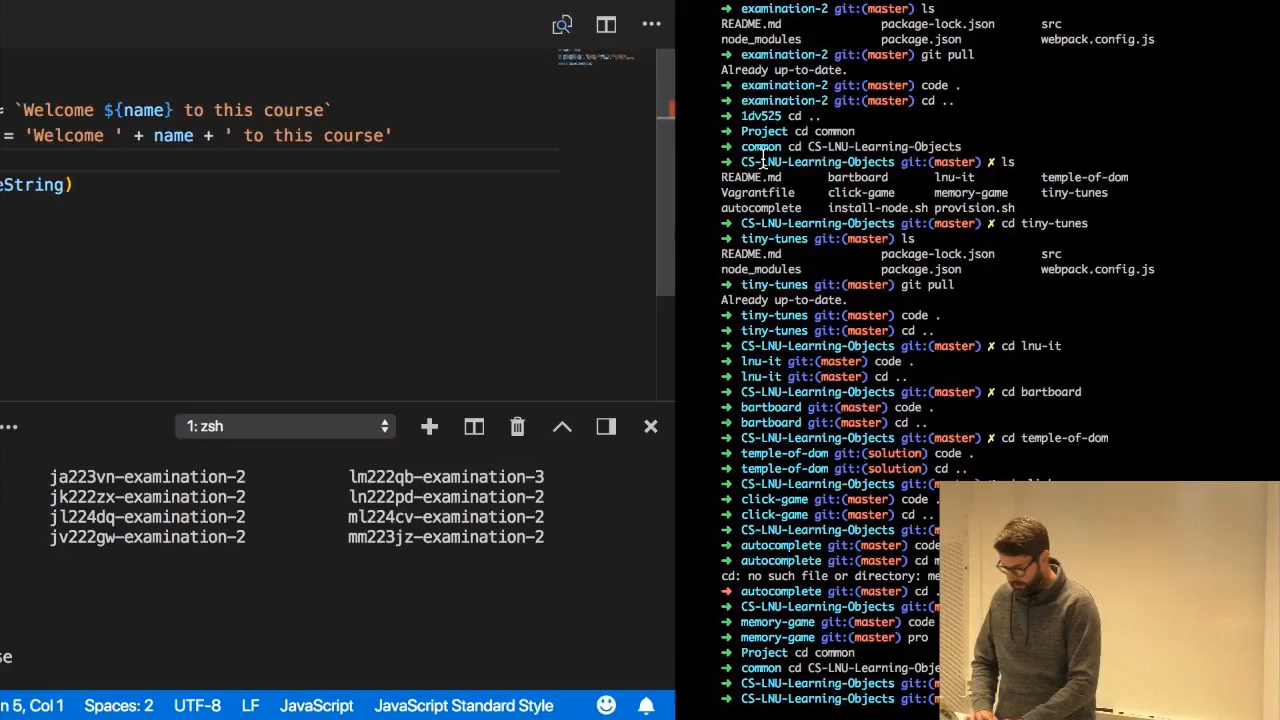 = `Welcome ${name} to this course`
= 'Welcome ' + name + ' to this course'
eString)
1: zsh
ja223vn-examination-2 lm222qb-examination-3
jk222zx-examination-2 ln222pd-examination-2
jl224dq-examination-2 ml224cv-examination-2
jv222gw-examination-2 mm223jz-examination-2
se
n 5, Col 1 Spaces: 2 UTF-8 LF JavaScript JavaScript Standard Style
➜ examination-2 git:(master) ls
README.md package-lock.json src
node_modules package.json webpack.config.js
➜ examination-2 git:(master) git pull
Already up-to-date.
➜ examination-2 git:(master) code .
➜ examination-2 git:(master) cd ..
➜ 1dv525 cd ..
➜ Project cd common
➜ common cd CS-LNU-Learning-Objects
➜ CS-LNU-Learning-Objects git:(master) ✗ ls
README.md bartboard lnu-it temple-of-dom
Vagrantfile click-game memory-game tiny-tunes
autocomplete install-node.sh provision.sh
➜ CS-LNU-Learning-Objects git:(master) ✗ cd tiny-tunes
➜ tiny-tunes git:(master) ls
README.md package-lock.json src
node_modules package.json webpack.config.js
➜ tiny-tunes git:(master) git pull
Already up-to-date.
➜ tiny-tunes git:(master) code .
➜ tiny-tunes git:(master) cd ..
➜ CS-LNU-Learning-Objects git:(master) ✗ cd lnu-it
➜ lnu-it git:(master) code .
➜ lnu-it git:(master) cd ..
➜ CS-LNU-Learning-Objects git:(master) ✗ cd bartboard
➜ bartboard git:(master) code .
➜ bartboard git:(master) cd ..
➜ CS-LNU-Learning-Objects git:(master) ✗ cd temple-of-dom
➜ temple-of-dom git:(solution) code .
➜ temple-of-dom git:(solution) cd ..
➜ CS-LNU-Learning-Objects
➜ click-game git:(master) code
➜ click-game git:(master) cd ..
➜ CS-LNU-Learning-Objects git:(
➜ autocomplete git:(master) code
➜ autocomplete git:(master) cd m
cd: no such file or directory: me
➜ autocomplete git:(master) cd .
➜ CS-LNU-Learning-Objects git:(
➜ memory-game git:(master) code
➜ memory-game git:(master) pro
➜ Project cd common
➜ common cd CS-LNU-Learning-Obje
➜ CS-LNU-Learning-Objects git:(
➜ CS-LNU-Learning-Objects git:(